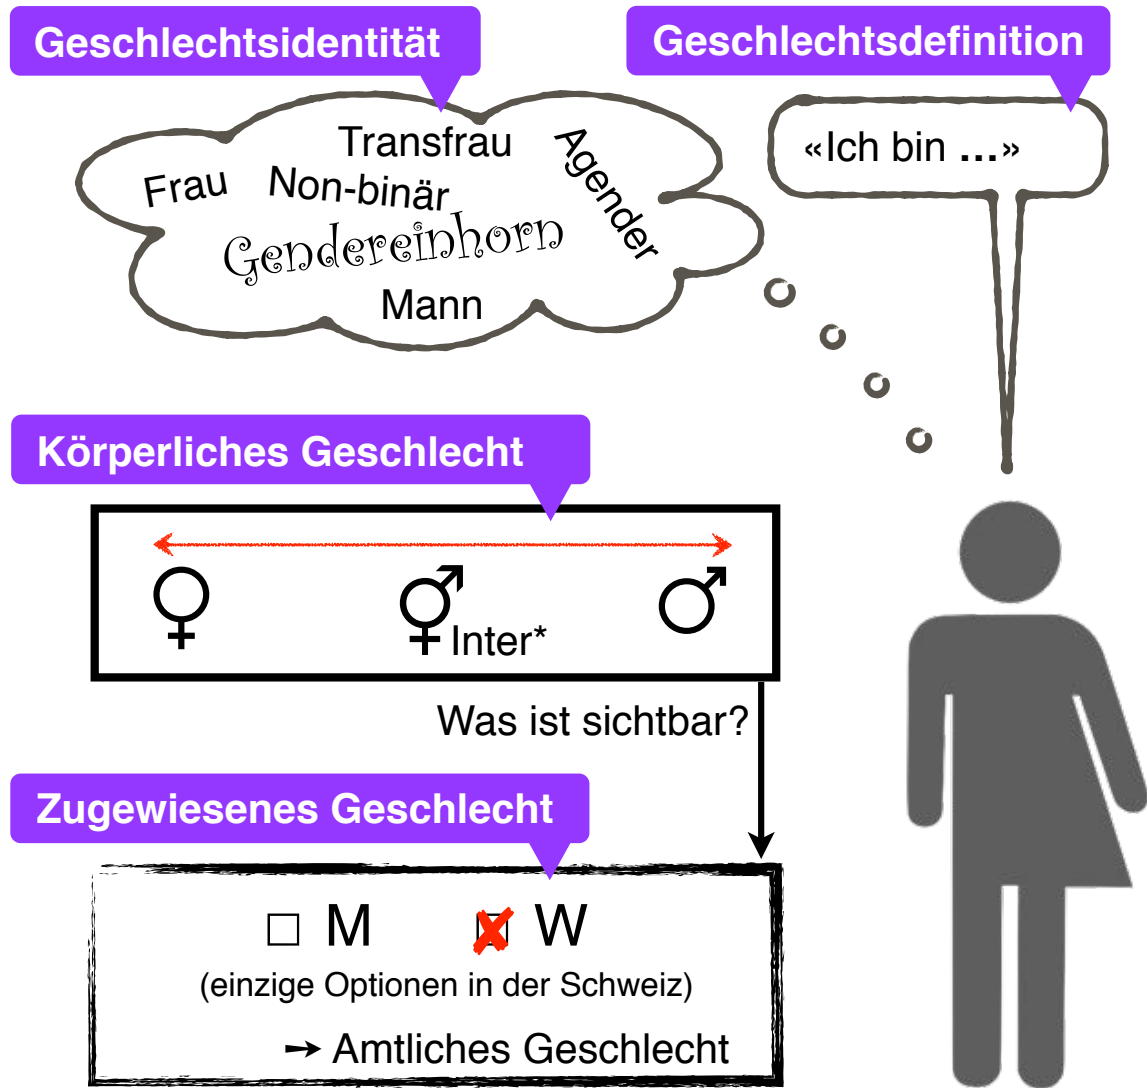 Geschlechtsidentität
Geschlechtsdefinition
Transfrau
Agender
Frau
Non-binär
Gendereinhorn
Mann
«Ich bin ...»
Körperliches Geschlecht
♀
⚥
♂
Inter*
Was ist sichtbar?
Zugewiesenes Geschlecht
☐ M ☒ W
(einzige Optionen in der Schweiz)
➙ Amtliches Geschlecht